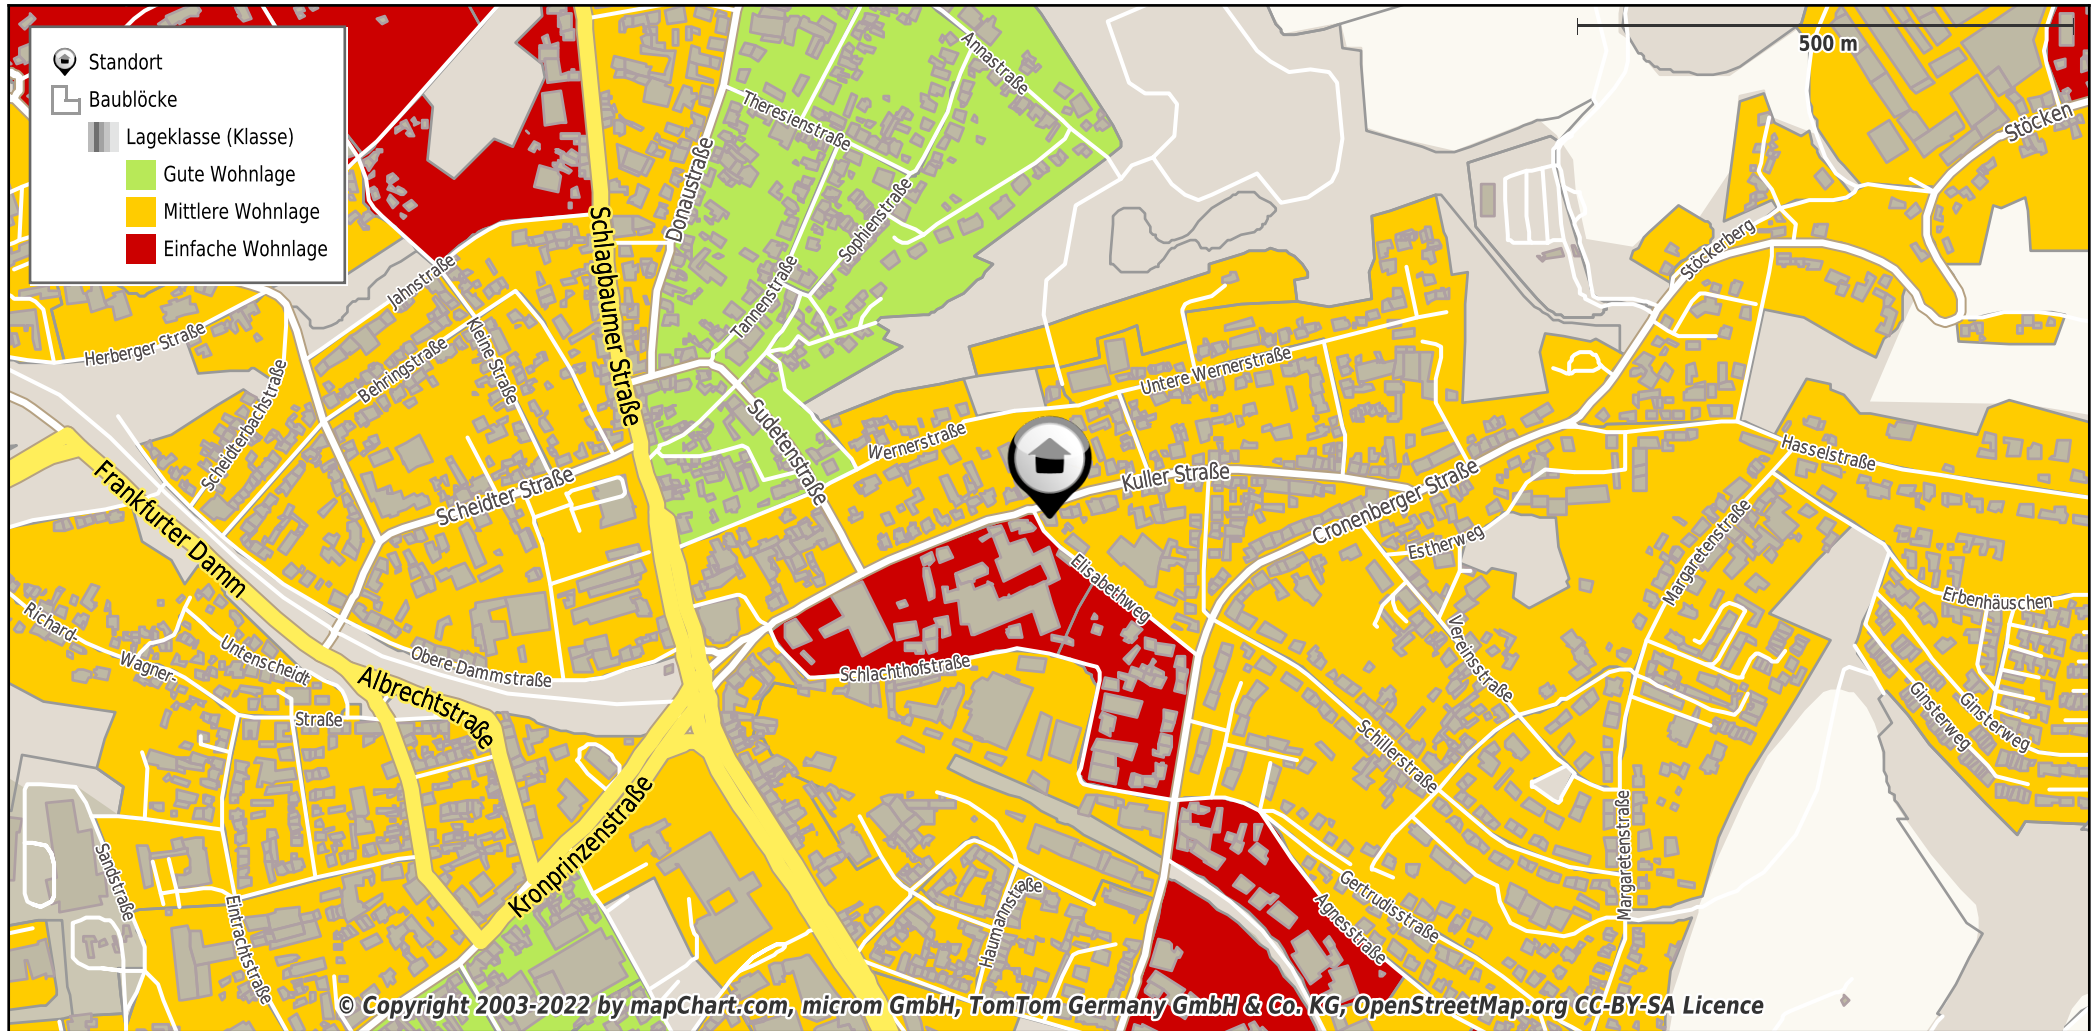 Standort
Baublöcke
Lageklasse (Klasse)
Gute Wohnlage
Mittlere Wohnlage
Einfache Wohnlage
500 m
Annastraße
Theresienstraße
Donaustraße
Sophienstraße
Tannenstraße
Schlagbaumer Straße
Stöcken
Stöckerberg
Jahnstraße
Herberger Straße
Behringstraße
Kleine Straße
Scheidterbachstraße
Scheidter Straße
Sudetenstraße
Wernerstraße
Untere Wernerstraße
Kuller Straße
Cronenberger Straße
Hasselstraße
Estherweg
Margaretenstraße
Frankfurter Damm
Elisabethweg
Erbenhäuschen
Richard-
Wagner-
Straße
Untenscheidt
Obere Dammstraße
Albrechtstraße
Schlachthofstraße
Vereinsstraße
Ginsterweg
Ginsterweg
Schillerstraße
Kronprinzenstraße
Margaretenstraße
Sandstraße
Eintrachtstraße
Haumannstraße
Gertrudisstraße
Agnesstraße
© Copyright 2003-2022 by mapChart.com, microm GmbH, TomTom Germany GmbH & Co. KG, OpenStreetMap.org CC-BY-SA Licence